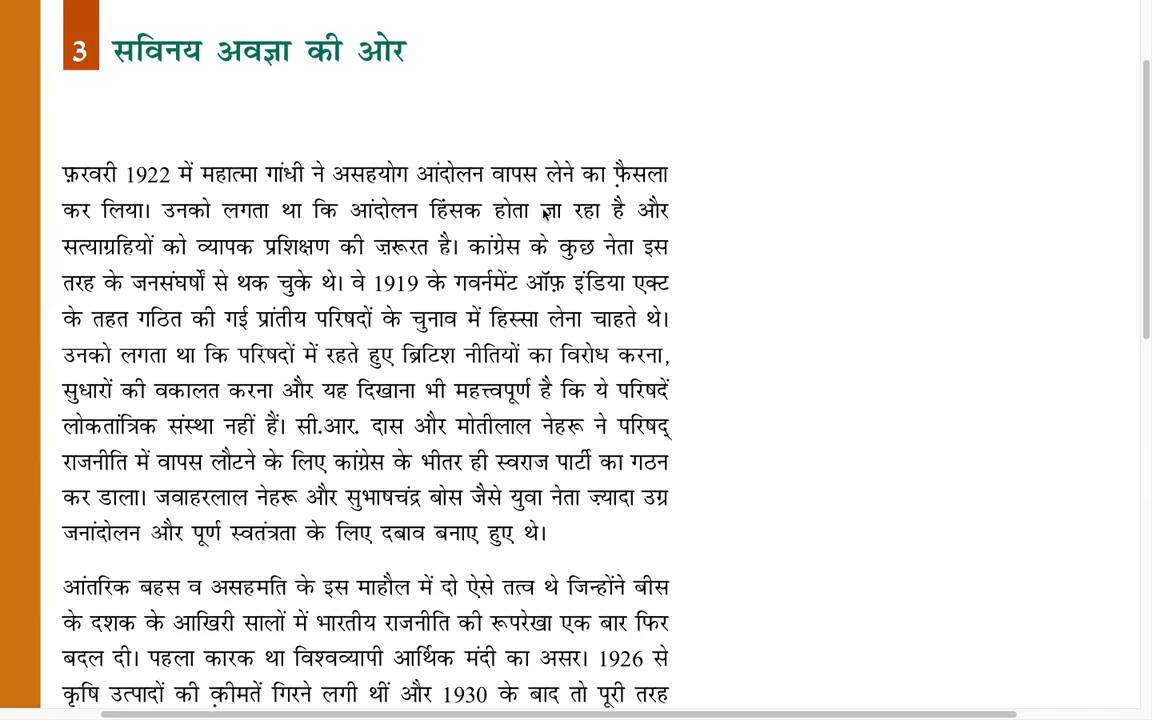 3 सविनय अवज्ञा की ओर
फ़रवरी 1922 में महात्मा गांधी ने असहयोग आंदोलन वापस लेने का फ़ैसला
कर लिया। उनको लगता था कि आंदोलन हिंसक होता जा रहा है और
सत्याग्रहियों को व्यापक प्रशिक्षण की ज़रूरत है। कांग्रेस के कुछ नेता इस
तरह के जनसंघर्षों से थक चुके थे। वे 1919 के गवर्नमेंट ऑफ़ इंडिया एक्ट
के तहत गठित की गई प्रांतीय परिषदों के चुनाव में हिस्सा लेना चाहते थे।
उनको लगता था कि परिषदों में रहते हुए ब्रिटिश नीतियों का विरोध करना,
सुधारों की वकालत करना और यह दिखाना भी महत्त्वपूर्ण है कि ये परिषदें
लोकतांत्रिक संस्था नहीं हैं। सी.आर. दास और मोतीलाल नेहरू ने परिषद्
राजनीति में वापस लौटने के लिए कांग्रेस के भीतर ही स्वराज पार्टी का गठन
कर डाला। जवाहरलाल नेहरू और सुभाषचंद्र बोस जैसे युवा नेता ज़्यादा उग्र
जनांदोलन और पूर्ण स्वतंत्रता के लिए दबाव बनाए हुए थे।
आंतरिक बहस व असहमति के इस माहौल में दो ऐसे तत्व थे जिन्होंने बीस
के दशक के आखिरी सालों में भारतीय राजनीति की रूपरेखा एक बार फिर
बदल दी। पहला कारक था विश्वव्यापी आर्थिक मंदी का असर। 1926 से
कृषि उत्पादों की क़ीमतें गिरने लगी थीं और 1930 के बाद तो पूरी तरह